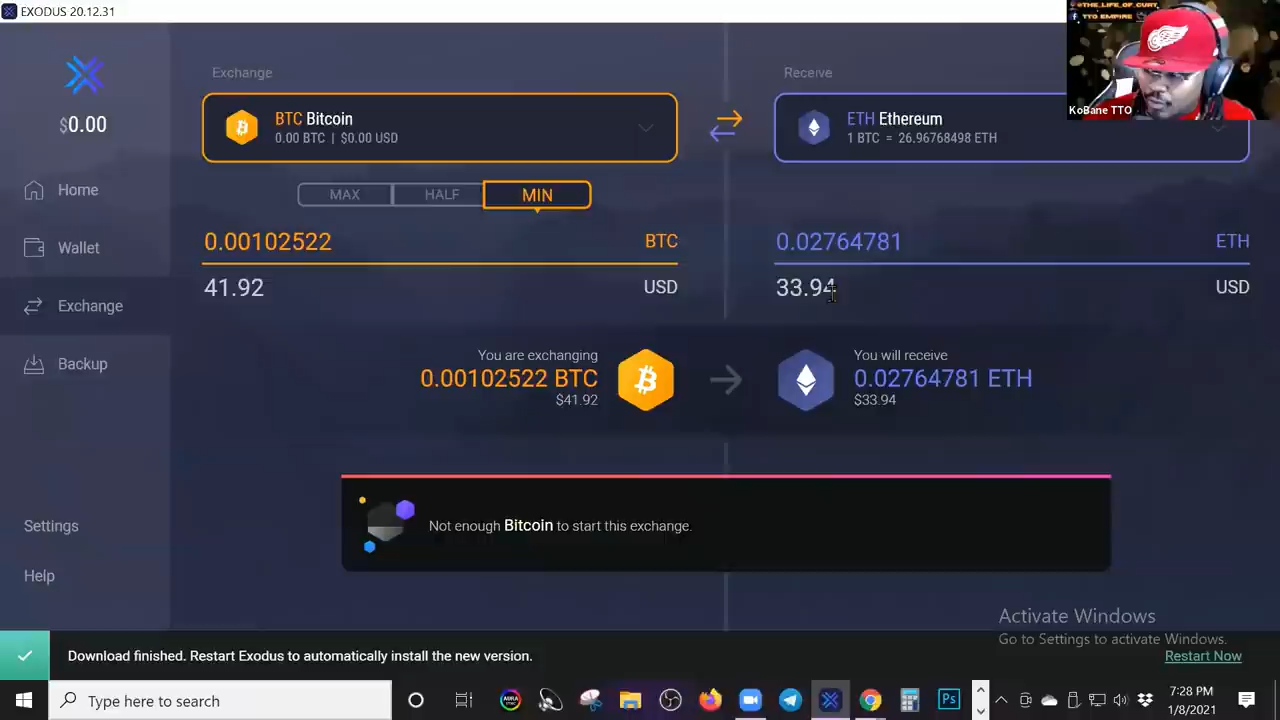 EXODUS 20.12.31
@THE_LIFE_OF_CURT
TTO EMPIRE
KoBane TTO
$0.00
Home
Wallet
Exchange
Backup
Settings
Help
Exchange
BTC Bitcoin
0.00 BTC | $0.00 USD
MAX
HALF
MIN
0.00102522 BTC
41.92 USD
Receive
ETH Ethereum
1 BTC = 26.96768498 ETH
0.02764781 ETH
33.94 USD
You are exchanging
0.00102522 BTC
$41.92
You will receive
0.02764781 ETH
$33.94
Not enough Bitcoin to start this exchange.
Activate Windows
Go to Settings to activate Windows.
Download finished. Restart Exodus to automatically install the new version.
Restart Now
Type here to search
AURA
Ps
7:28 PM
1/8/2021